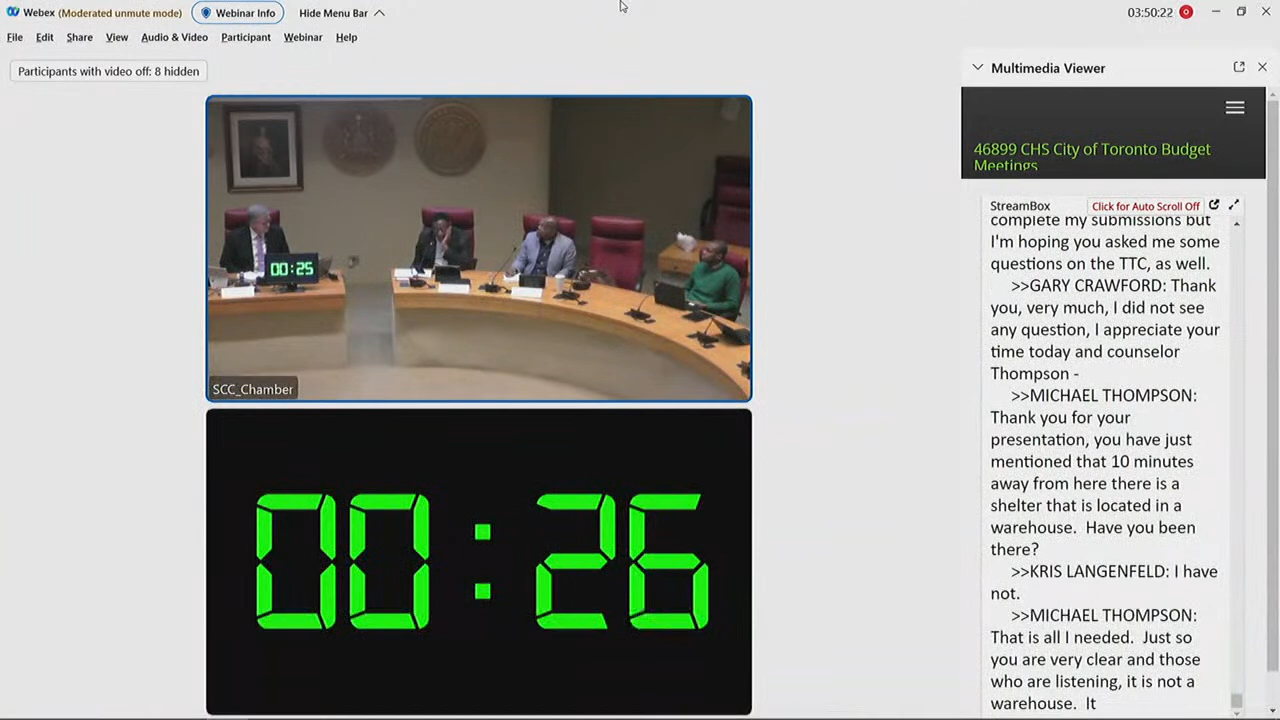 Webex (Moderated unmute mode) Webinar Info Hide Menu Bar 03:50:22
File Edit Share View Audio & Video Participant Webinar Help
Participants with video off: 8 hidden
Multimedia Viewer
46899 CHS City of Toronto Budget
Meetings
StreamBox Click for Auto Scroll Off
complete my submissions but
I'm hoping you asked me some
questions on the TTC, as well.
>>GARY CRAWFORD: Thank
you, very much, I did not see
any question, I appreciate your
time today and counselor
Thompson -
>>MICHAEL THOMPSON:
Thank you for your
presentation, you have just
mentioned that 10 minutes
away from here there is a
shelter that is located in a
warehouse. Have you been
there?
>>KRIS LANGENFELD: I have
not.
>>MICHAEL THOMPSON:
That is all I needed. Just so
you are very clear and those
who are listening, it is not a
warehouse. It
00:25
SCC_Chamber
00:26